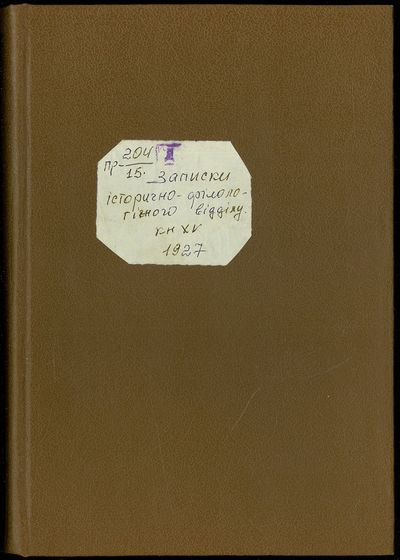 пр-204 Т
15. Записки
історично-філоло-
гічного відділу.
кн XV
1927